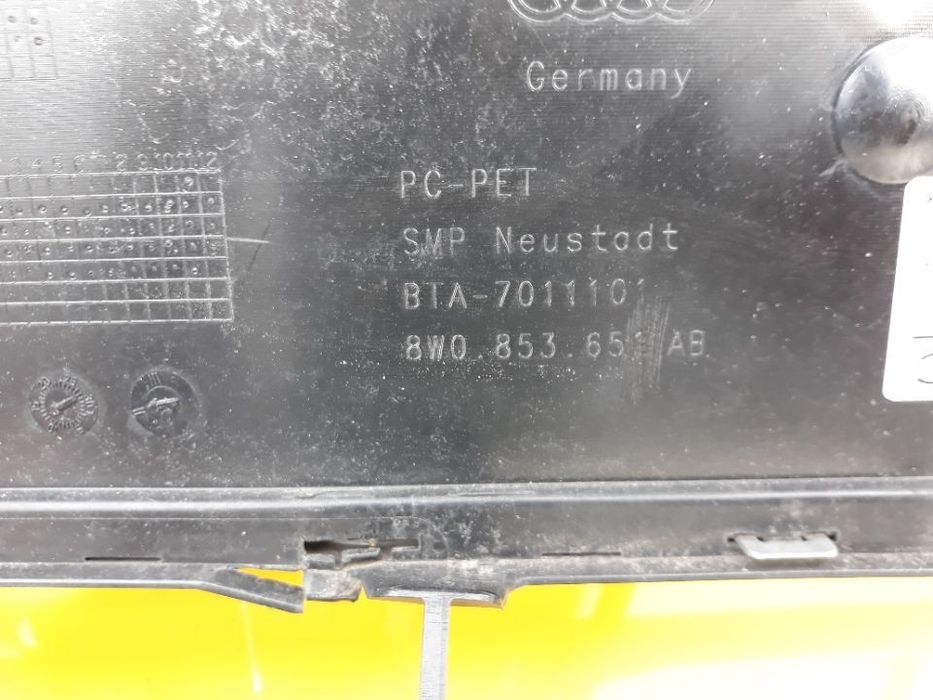 Germany
PC-PET
SMP Neustadt
BTA-7011101
8W0.853.651 AB